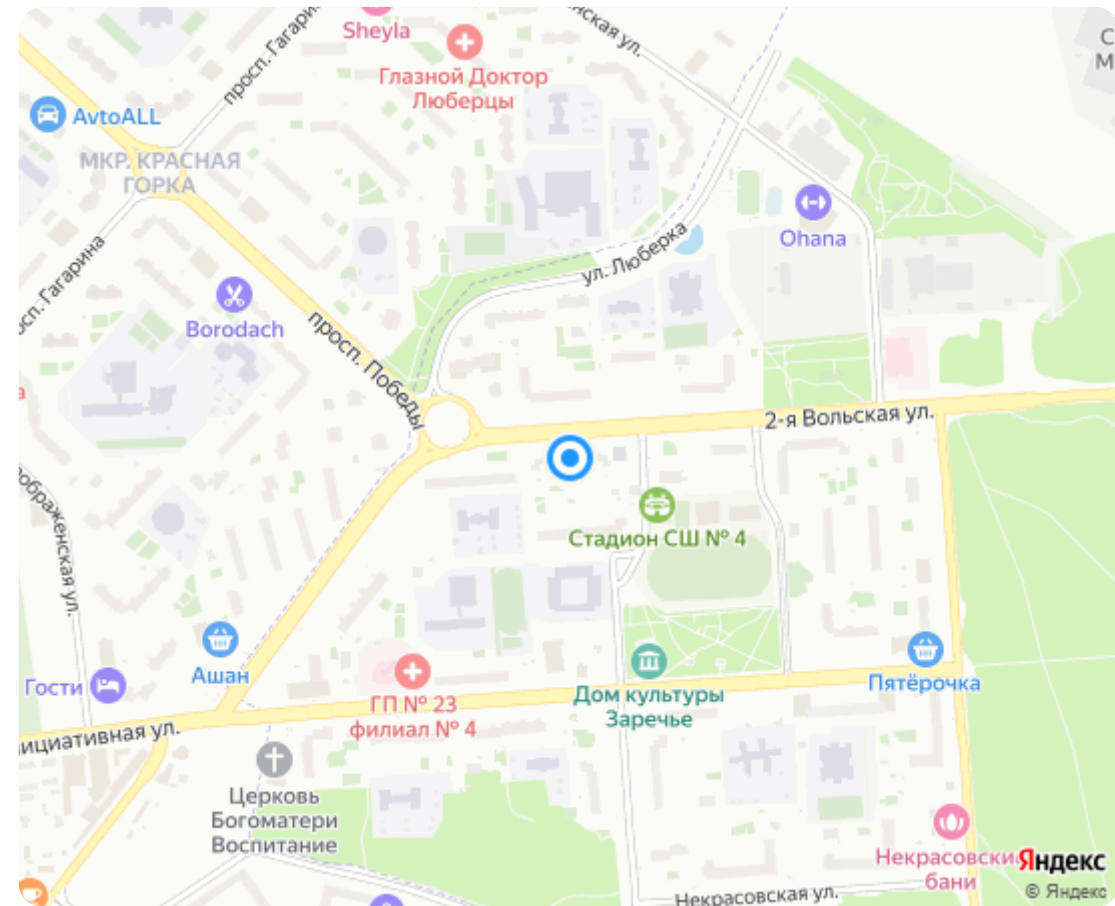 Sheyla
просп. Гагарина
Глазной Доктор
Люберцы
AvtoALL
МКР. КРАСНАЯ
ГОРКА
Ohana
ул. Люберка
Borodach
просп. Победы
2-я Вольская ул.
Стадион СШ № 4
Ашан
Гости
ГП № 23
филиал № 4
Дом культуры
Заречье
Пятёрочка
Церковь
Богоматери
Воспитание
Некрасовские
бани
Яндекс
© Яндекс
Некрасовская ул.